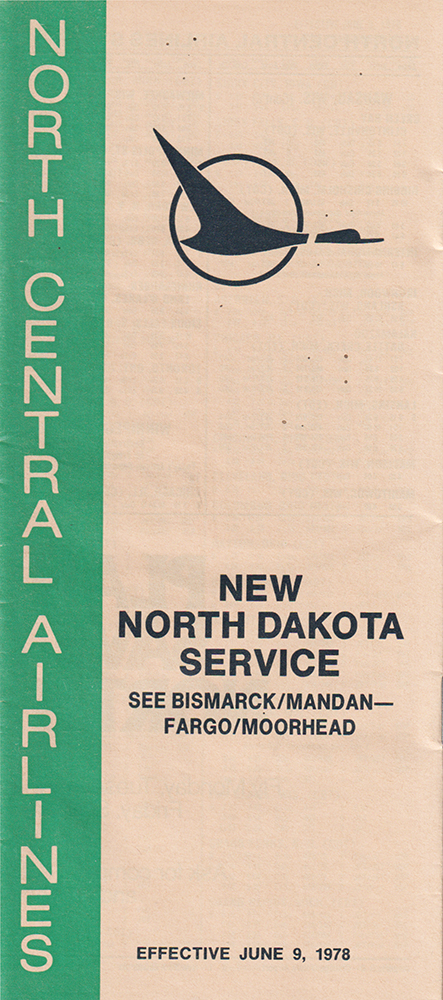 NORTH CENTRAL AIRLINES
NEW
NORTH DAKOTA
SERVICE
SEE BISMARCK/MANDAN—
FARGO/MOORHEAD
EFFECTIVE JUNE 9, 1978